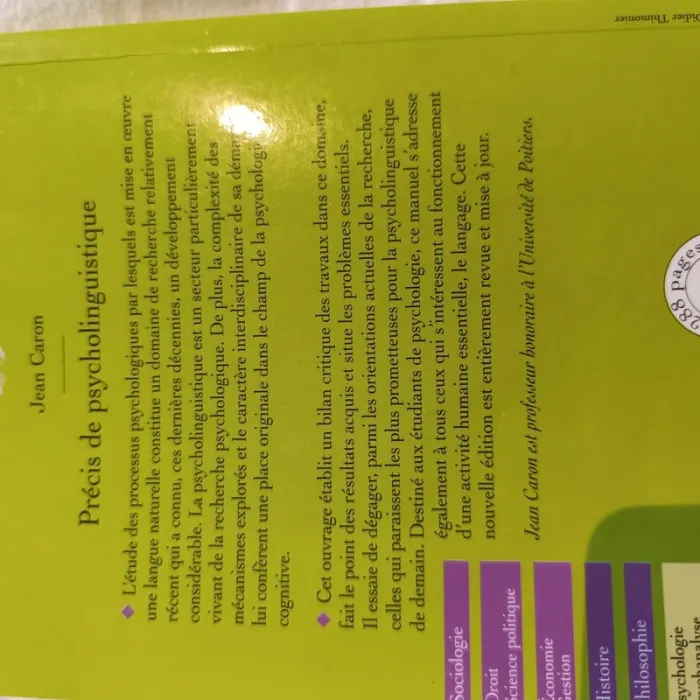 Jean Caron
Précis de psycholinguistique
◆ L'étude des processus psychologiques par lesquels est mise en œuvre
une langue naturelle constitue un domaine de recherche relativement
récent qui a connu, ces dernières décennies, un développement
considérable. La psycholinguistique est un secteur particulièrement
vivant de la recherche psychologique. De plus, la complexité des
mécanismes explorés et le caractère interdisciplinaire de sa
lui confèrent une place originale dans le champ de la
cognitive.
◆ Cet ouvrage établit un bilan critique des travaux dans ce domaine,
fait le point des résultats acquis et situe les problèmes essentiels.
Il essaie de dégager, parmi les orientations actuelles de la recherche,
celles qui paraissent les plus prometteuses pour la psycholinguistique
de demain. Destiné aux étudiants de psychologie, ce manuel s'adresse
également à tous ceux qui s'intéressent au fonctionnement
d'une activité humaine essentielle, le langage. Cette
nouvelle édition est entièrement revue et mise à jour.
Jean Caron est professeur honoraire à l'Université de Poitiers.
Sociologie
Droit
politique
Économie
Histoire
Philosophie
288 Pages
Didier Thimonier